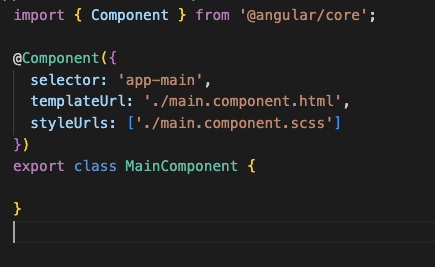 import { Component } from '@angular/core';
@Component({
selector: 'app-main',
templateUrl: './main.component.html',
styleUrls: ['./main.component.scss']
})
export class MainComponent {
}